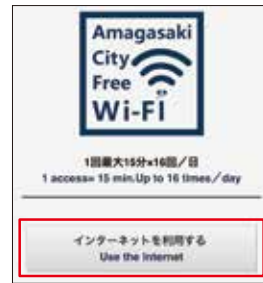 Amagasaki
City
Free
Wi-Fi
1回最大15分×16回／日
1 access= 15 min.Up to 16 times／day
インターネットを利用する
Use the Internet